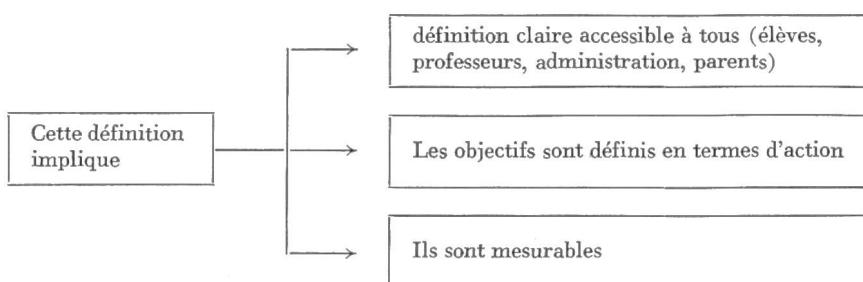 Cette définition
implique
définition claire accessible à tous (élèves,
professeurs, administration, parents)
Les objectifs sont définis en termes d'action
Ils sont mesurables